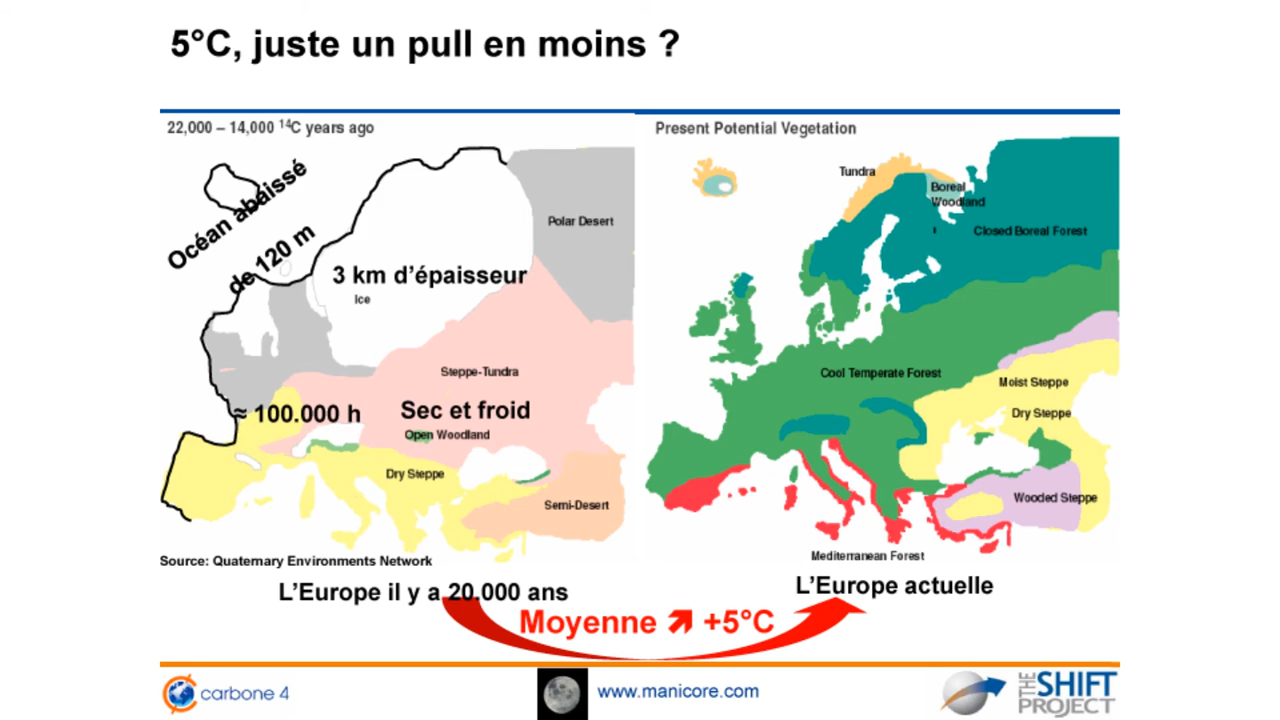 5°C, juste un pull en moins ?
22,000 – 14,000 ¹⁴C years ago
Océan abaissé
de 120 m
Polar Desert
3 km d’épaisseur
Ice
Steppe-Tundra
≈ 100.000 h
Sec et froid
Open Woodland
Dry Steppe
Semi-Desert
Source: Quaternary Environments Network
L’Europe il y a 20.000 ans
Present Potential Vegetation
Tundra
Boreal
Woodland
Closed Boreal Forest
Cool Temperate Forest
Moist Steppe
Dry Steppe
Wooded Steppe
Mediterranean Forest
L’Europe actuelle
Moyenne ↗ +5°C
carbone 4
www.manicore.com
THE SHIFT
PROJECT